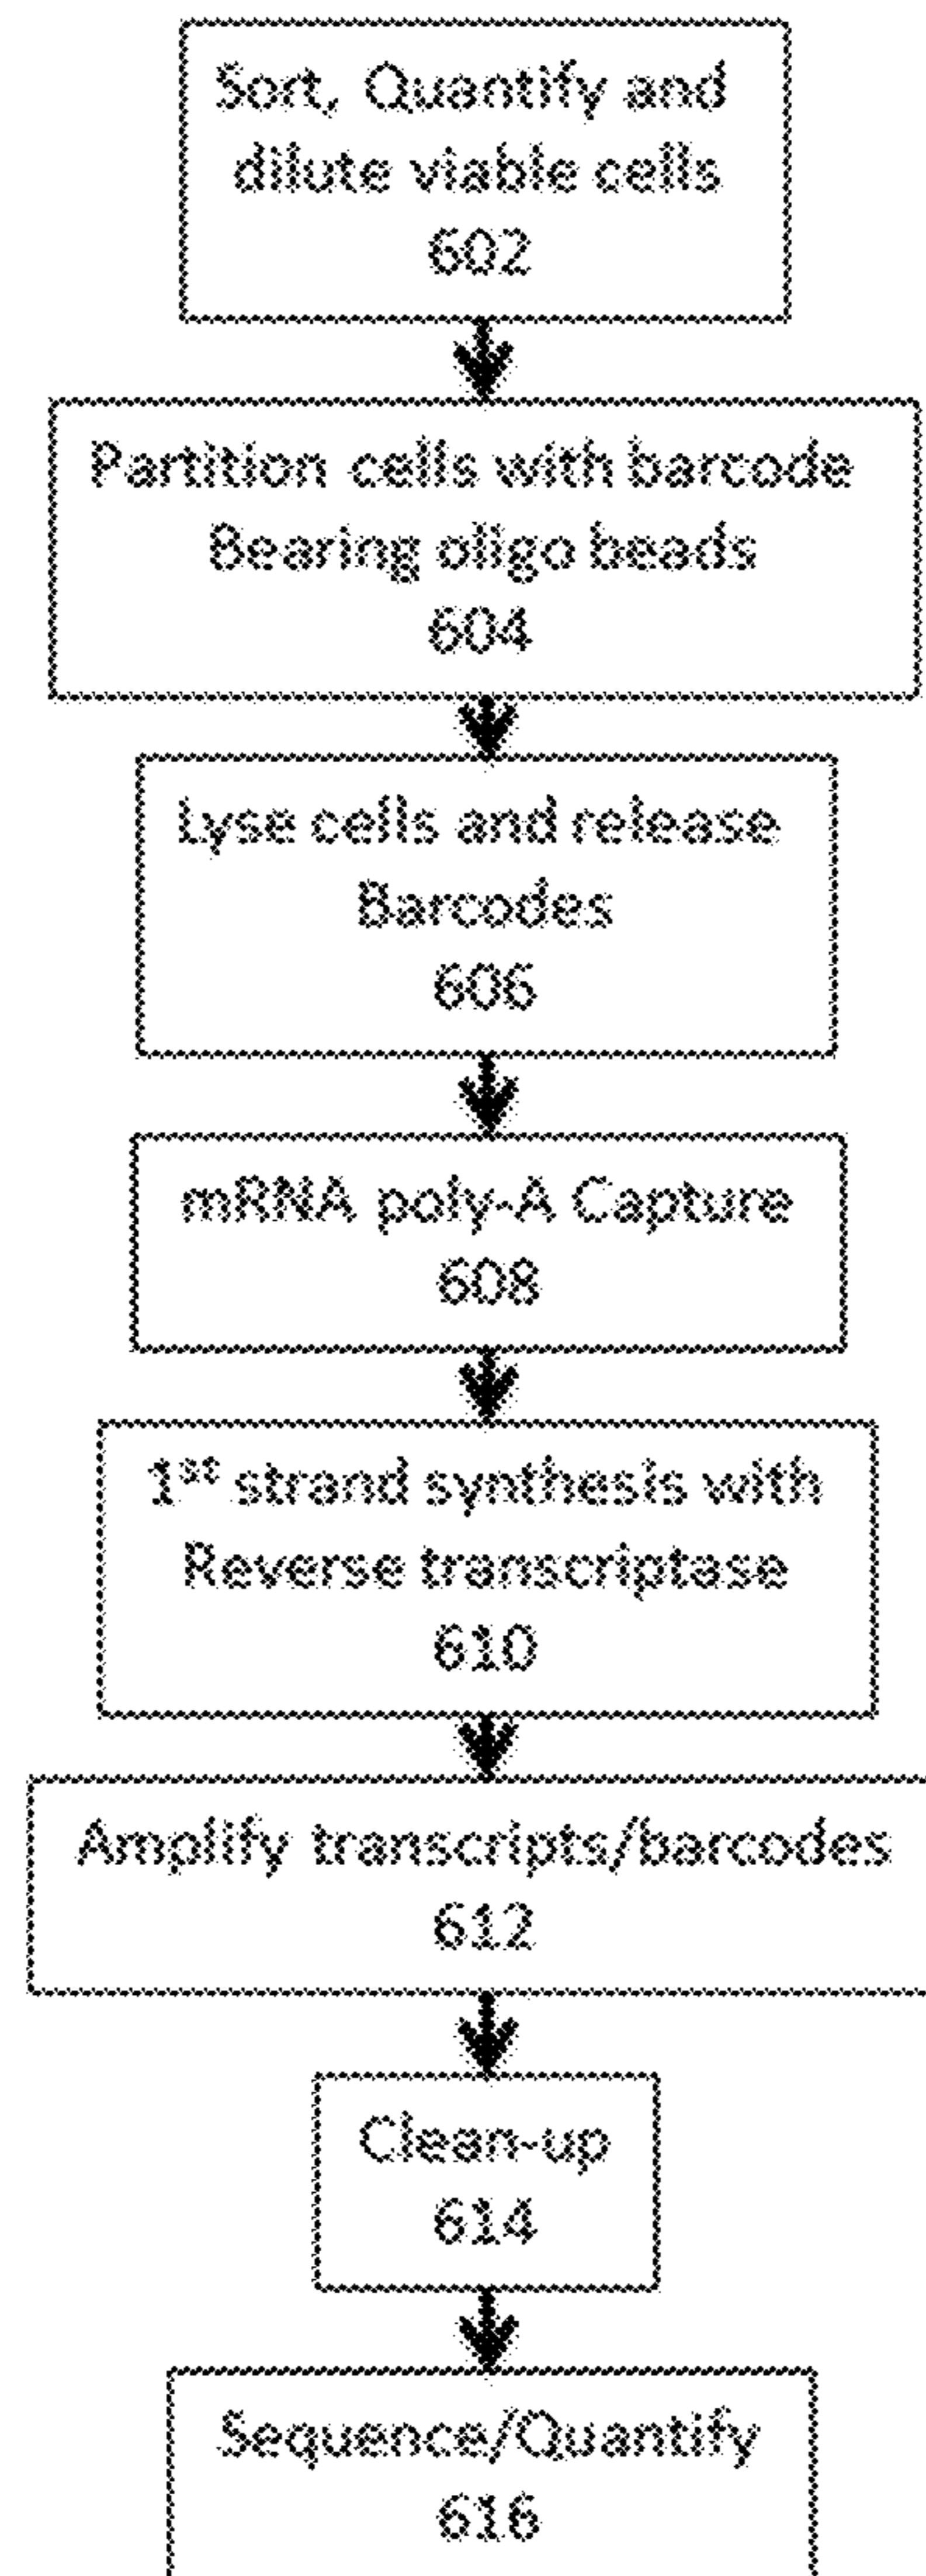 Sort, Quantify and
dilute viable cells
602
Partition cells with barcode
Bearing oligo beads
604
Lyse cells and release
Barcodes
606
mRNA poly-A Capture
608
1st strand synthesis with
Reverse transcriptase
610
Amplify transcripts/barcodes
612
Clean-up
614
Sequence/Quantify
616